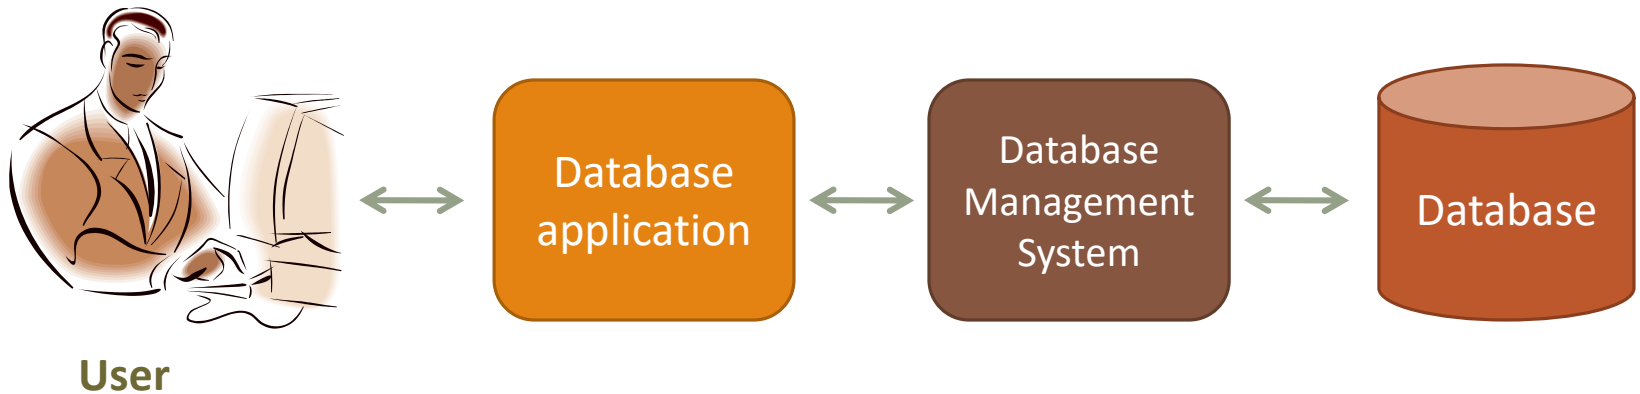 Database
application
Database
Management
System
Database
User